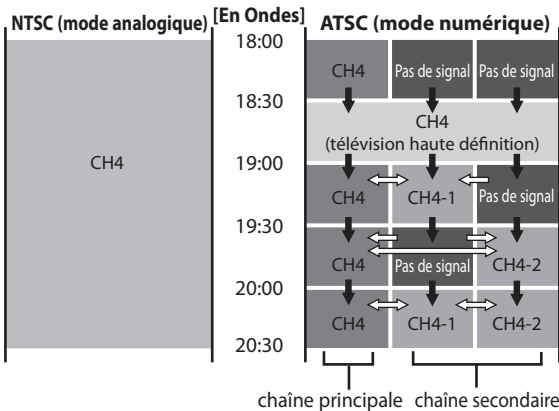 NTSC (mode analogique) [En Ondes] ATSC (mode numérique)
18:00
CH4 Pas de signal Pas de signal
18:30
CH4
(télévision haute définition)
CH4
19:00
CH4 CH4-1 Pas de signal
19:30
CH4 Pas de signal CH4-2
20:00
CH4 CH4-1 CH4-2
20:30
chaîne principale chaîne secondaire